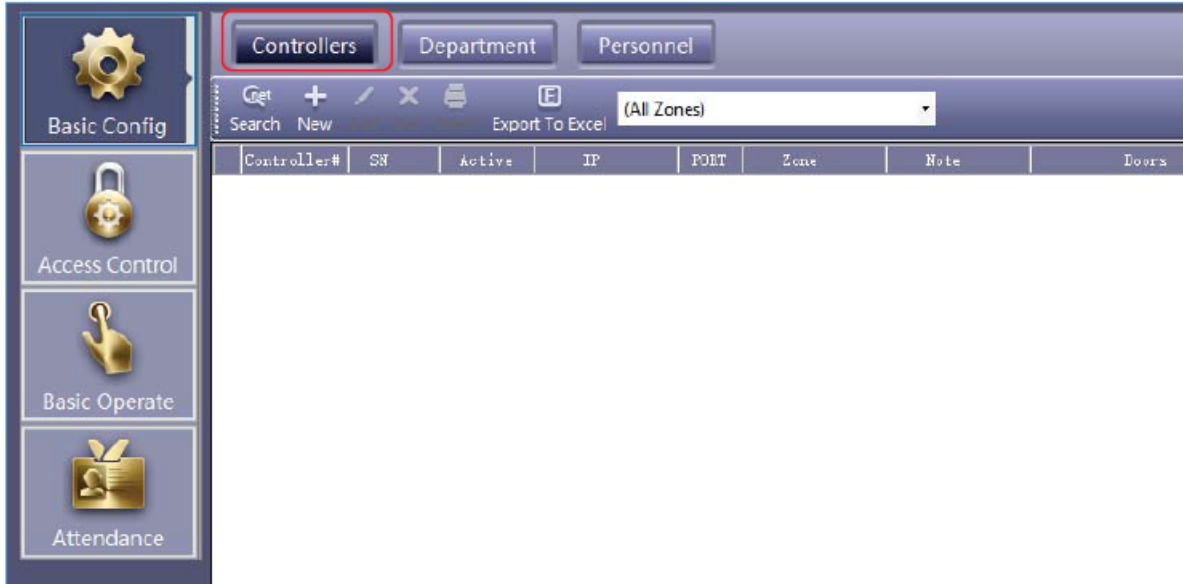 Controllers Department Personnel
Search New Export To Excel (All Zones)
Controller# SN Active IP PORT Zone Note Doors
Basic Config
Access Control
Basic Operate
Attendance